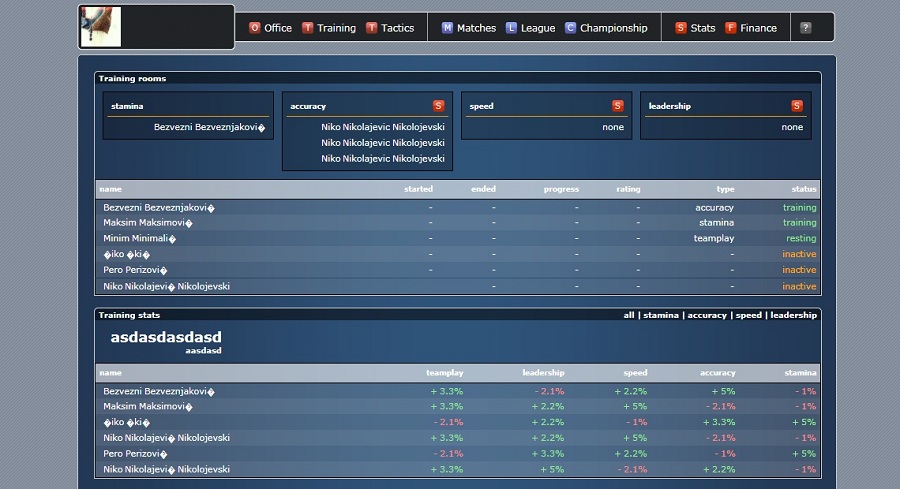 O Office T Training T Tactics M Matches L League C Championship S Stats F Finance ?
Training rooms
stamina
Bezvezni Bezveznjakovi�
accuracy S
Niko Nikolajevic Nikolojevski
Niko Nikolajevic Nikolojevski
Niko Nikolajevic Nikolojevski
speed S
none
leadership S
none
name started ended progress rating type status
Bezvezni Bezveznjakovi� - - - - accuracy training
Maksim Maksimovi� - - - - stamina training
Minim Minimali� - - - - teamplay resting
�iko �ki� - - - - - inactive
Pero Perizovi� - - - - - inactive
Niko Nikolajevi� Nikolojevski - - - - inactive
Training stats all | stamina | accuracy | speed | leadership
asdasdasdasd
aasdasd
name teamplay leadership speed accuracy stamina
Bezvezni Bezveznjakovi� + 3.3% - 2.1% + 2.2% + 5% - 1%
Maksim Maksimovi� + 3.3% + 2.2% + 5% - 2.1% - 1%
�iko �ki� - 2.1% + 2.2% - 1% + 3.3% + 5%
Niko Nikolajevi� Nikolojevski + 3.3% + 2.2% + 5% - 2.1% - 1%
Pero Perizovi� - 2.1% + 3.3% + 2.2% - 1% + 5%
Niko Nikolajevi� Nikolojevski + 3.3% + 5% - 2.1% + 2.2% - 1%